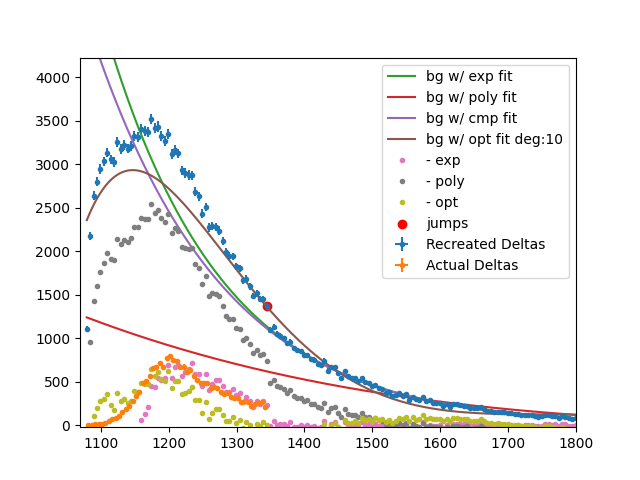 4000
3500
3000
2500
2000
1500
1000
500
0
1100 1200 1300 1400 1500 1600 1700 1800
bg w/ exp fit
bg w/ poly fit
bg w/ cmp fit
bg w/ opt fit deg:10
- exp
- poly
- opt
jumps
Recreated Deltas
Actual Deltas